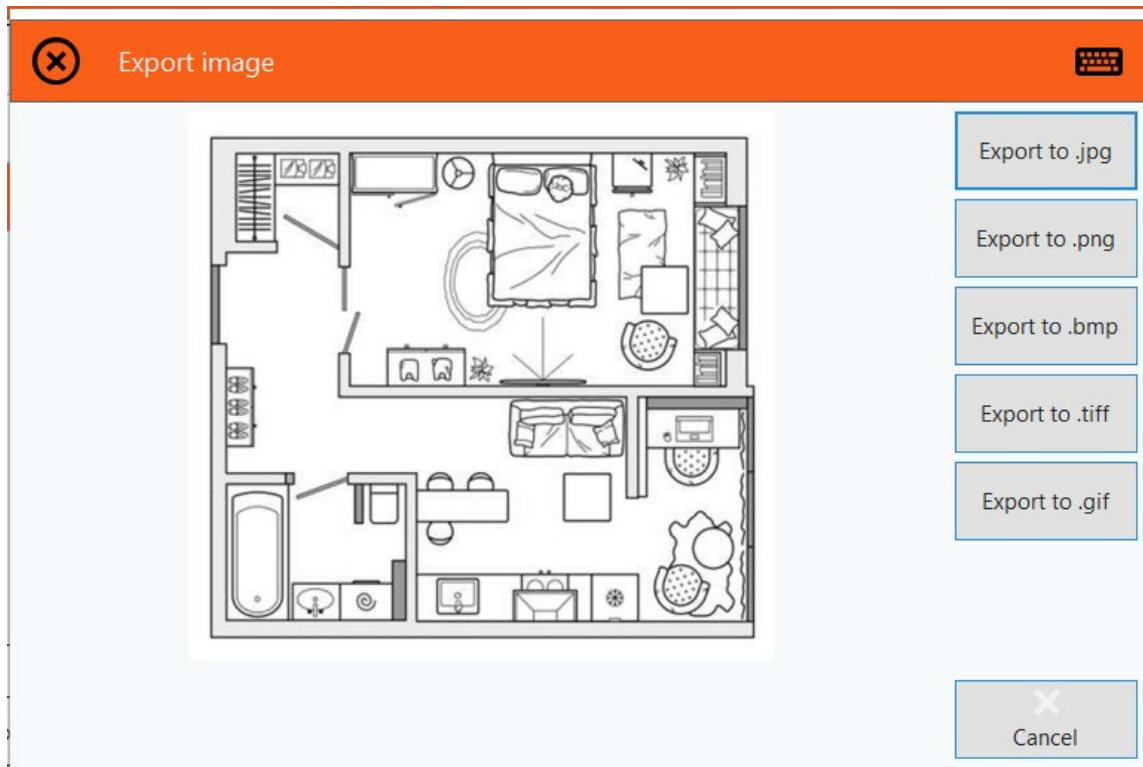 Export image
Export to .jpg
Export to .png
Export to .bmp
Export to .tiff
Export to .gif
Cancel